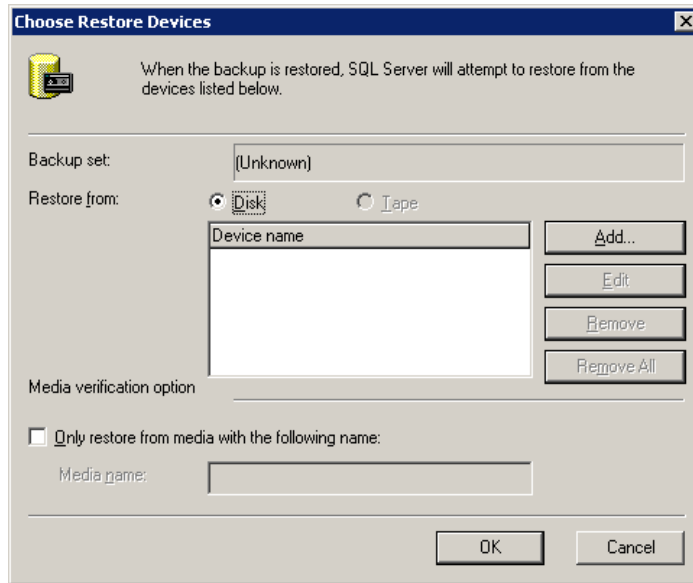 Choose Restore Devices
When the backup is restored, SQL Server will attempt to restore from the
devices listed below.
Backup set:
(Unknown)
Restore from:
Disk
Tape
Device name
Add...
Edit
Remove
Remove All
Media verification option
Only restore from media with the following name:
Media name:
OK
Cancel